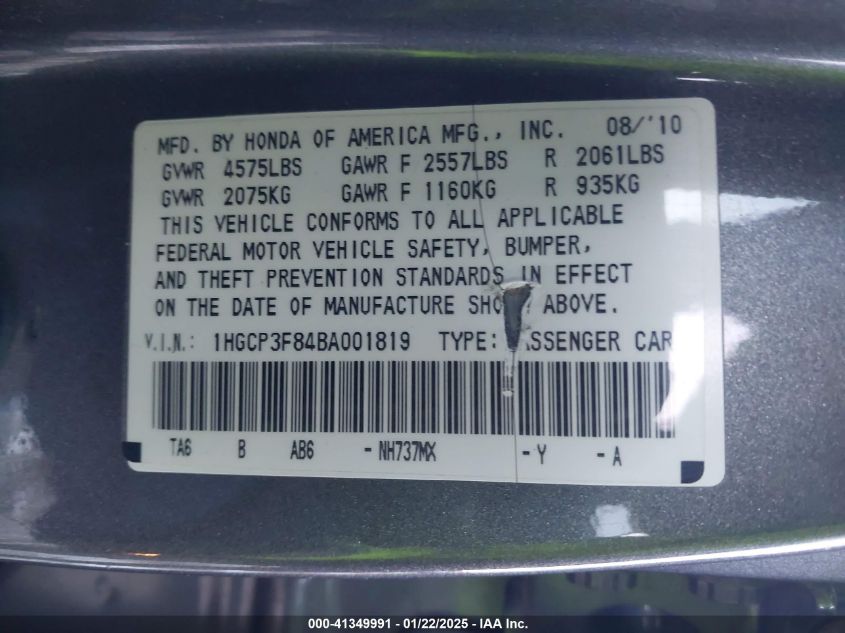 MFD. BY HONDA OF AMERICA MFG., INC. 08/'10
GVWR 4575LBS GAWR F 2557LBS R 2061LBS
GVWR 2075KG GAWR F 1160KG R 935KG
THIS VEHICLE CONFORMS TO ALL APPLICABLE
FEDERAL MOTOR VEHICLE SAFETY, BUMPER,
AND THEFT PREVENTION STANDARDS IN EFFECT
ON THE DATE OF MANUFACTURE ABOVE.
V.I.N.: 1HGCP3F84BA001819 TYPE: CAR
TA6 B AB6 - NH737MX - Y - A
000-41349991 | 01/22/2025 | IAA Inc.